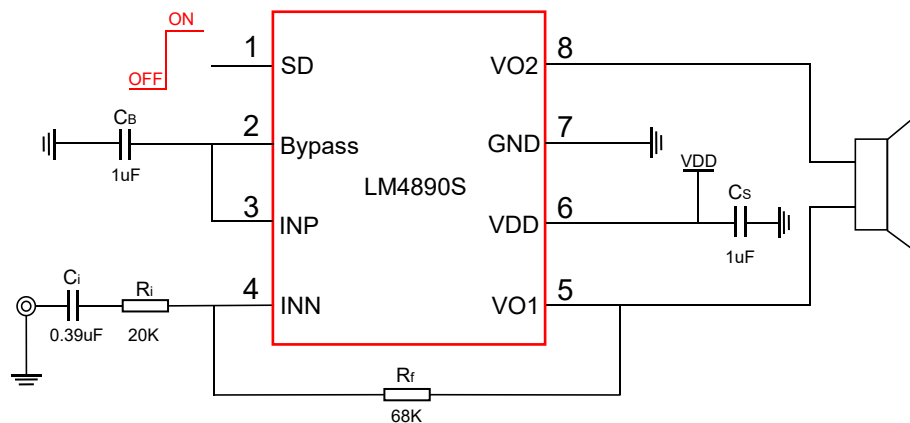 ON
OFF
1 SD
VO2 8
CB
1uF
2 Bypass
GND 7
LM4890S
VDD
3 INP
VDD 6
CS
1uF
Ci
0.39uF
Ri
20K
4 INN
VO1 5
Rf
68K